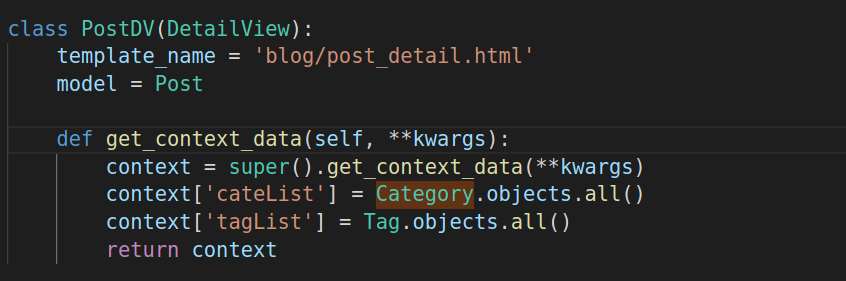 class PostDV(DetailView):
    template_name = 'blog/post_detail.html'
    model = Post
    def get_context_data(self, **kwargs):
        context = super().get_context_data(**kwargs)
        context['cateList'] = Category.objects.all()
        context['tagList'] = Tag.objects.all()
        return context